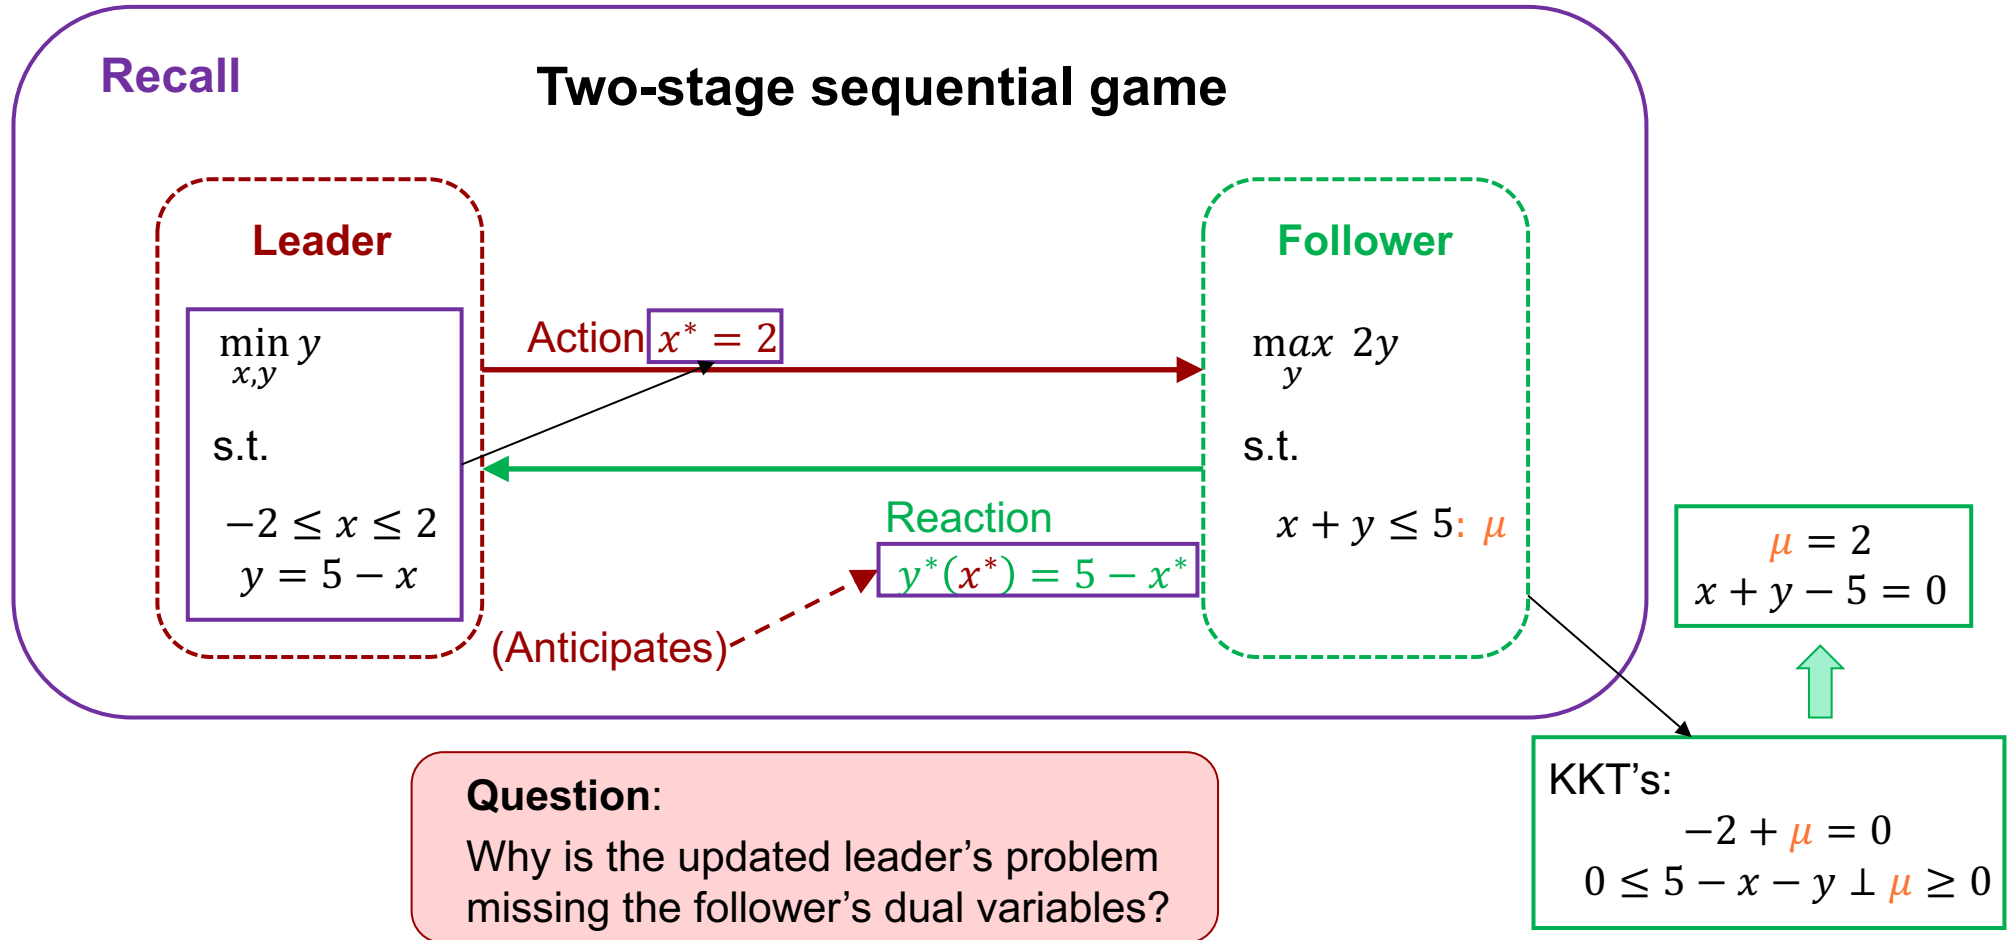 Recall
Two-stage sequential game
Leader
min y
x,y
s.t.
−2 ≤ x ≤ 2
y = 5 − x
Action x* = 2
Reaction
y*(x*) = 5 − x*
(Anticipates)
Follower
max 2y
y
s.t.
x + y ≤ 5: μ
μ = 2
x + y − 5 = 0
KKT's:
−2 + μ = 0
0 ≤ 5 − x − y ⊥ μ ≥ 0
Question:
Why is the updated leader's problem
missing the follower's dual variables?